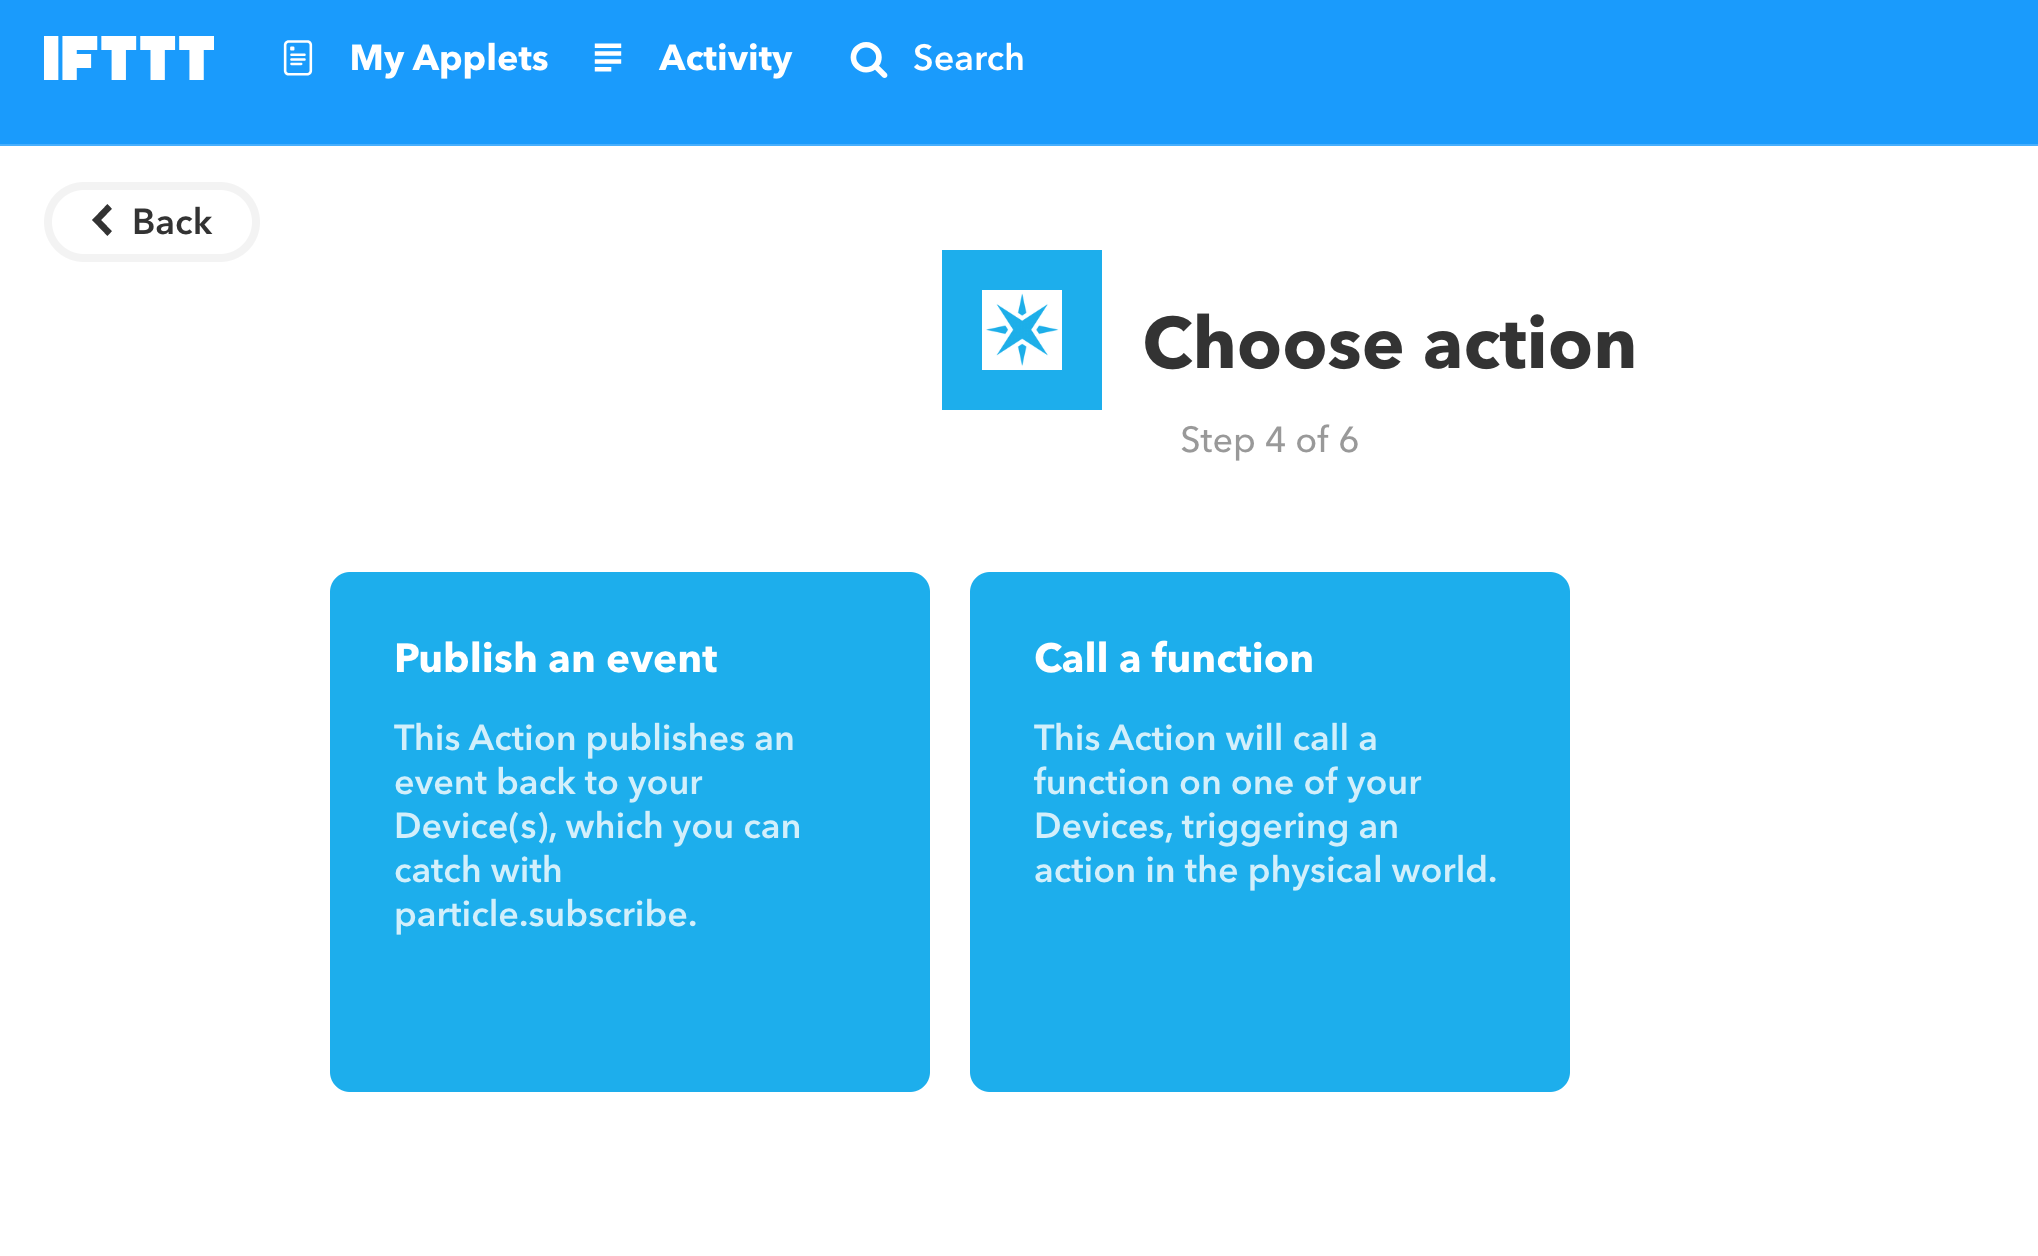 IFTTT My Applets Activity Search
Back
Choose action
Step 4 of 6
Publish an event
This Action publishes an
event back to your
Device(s), which you can
catch with
particle.subscribe.
Call a function
This Action will call a
function on one of your
Devices, triggering an
action in the physical world.